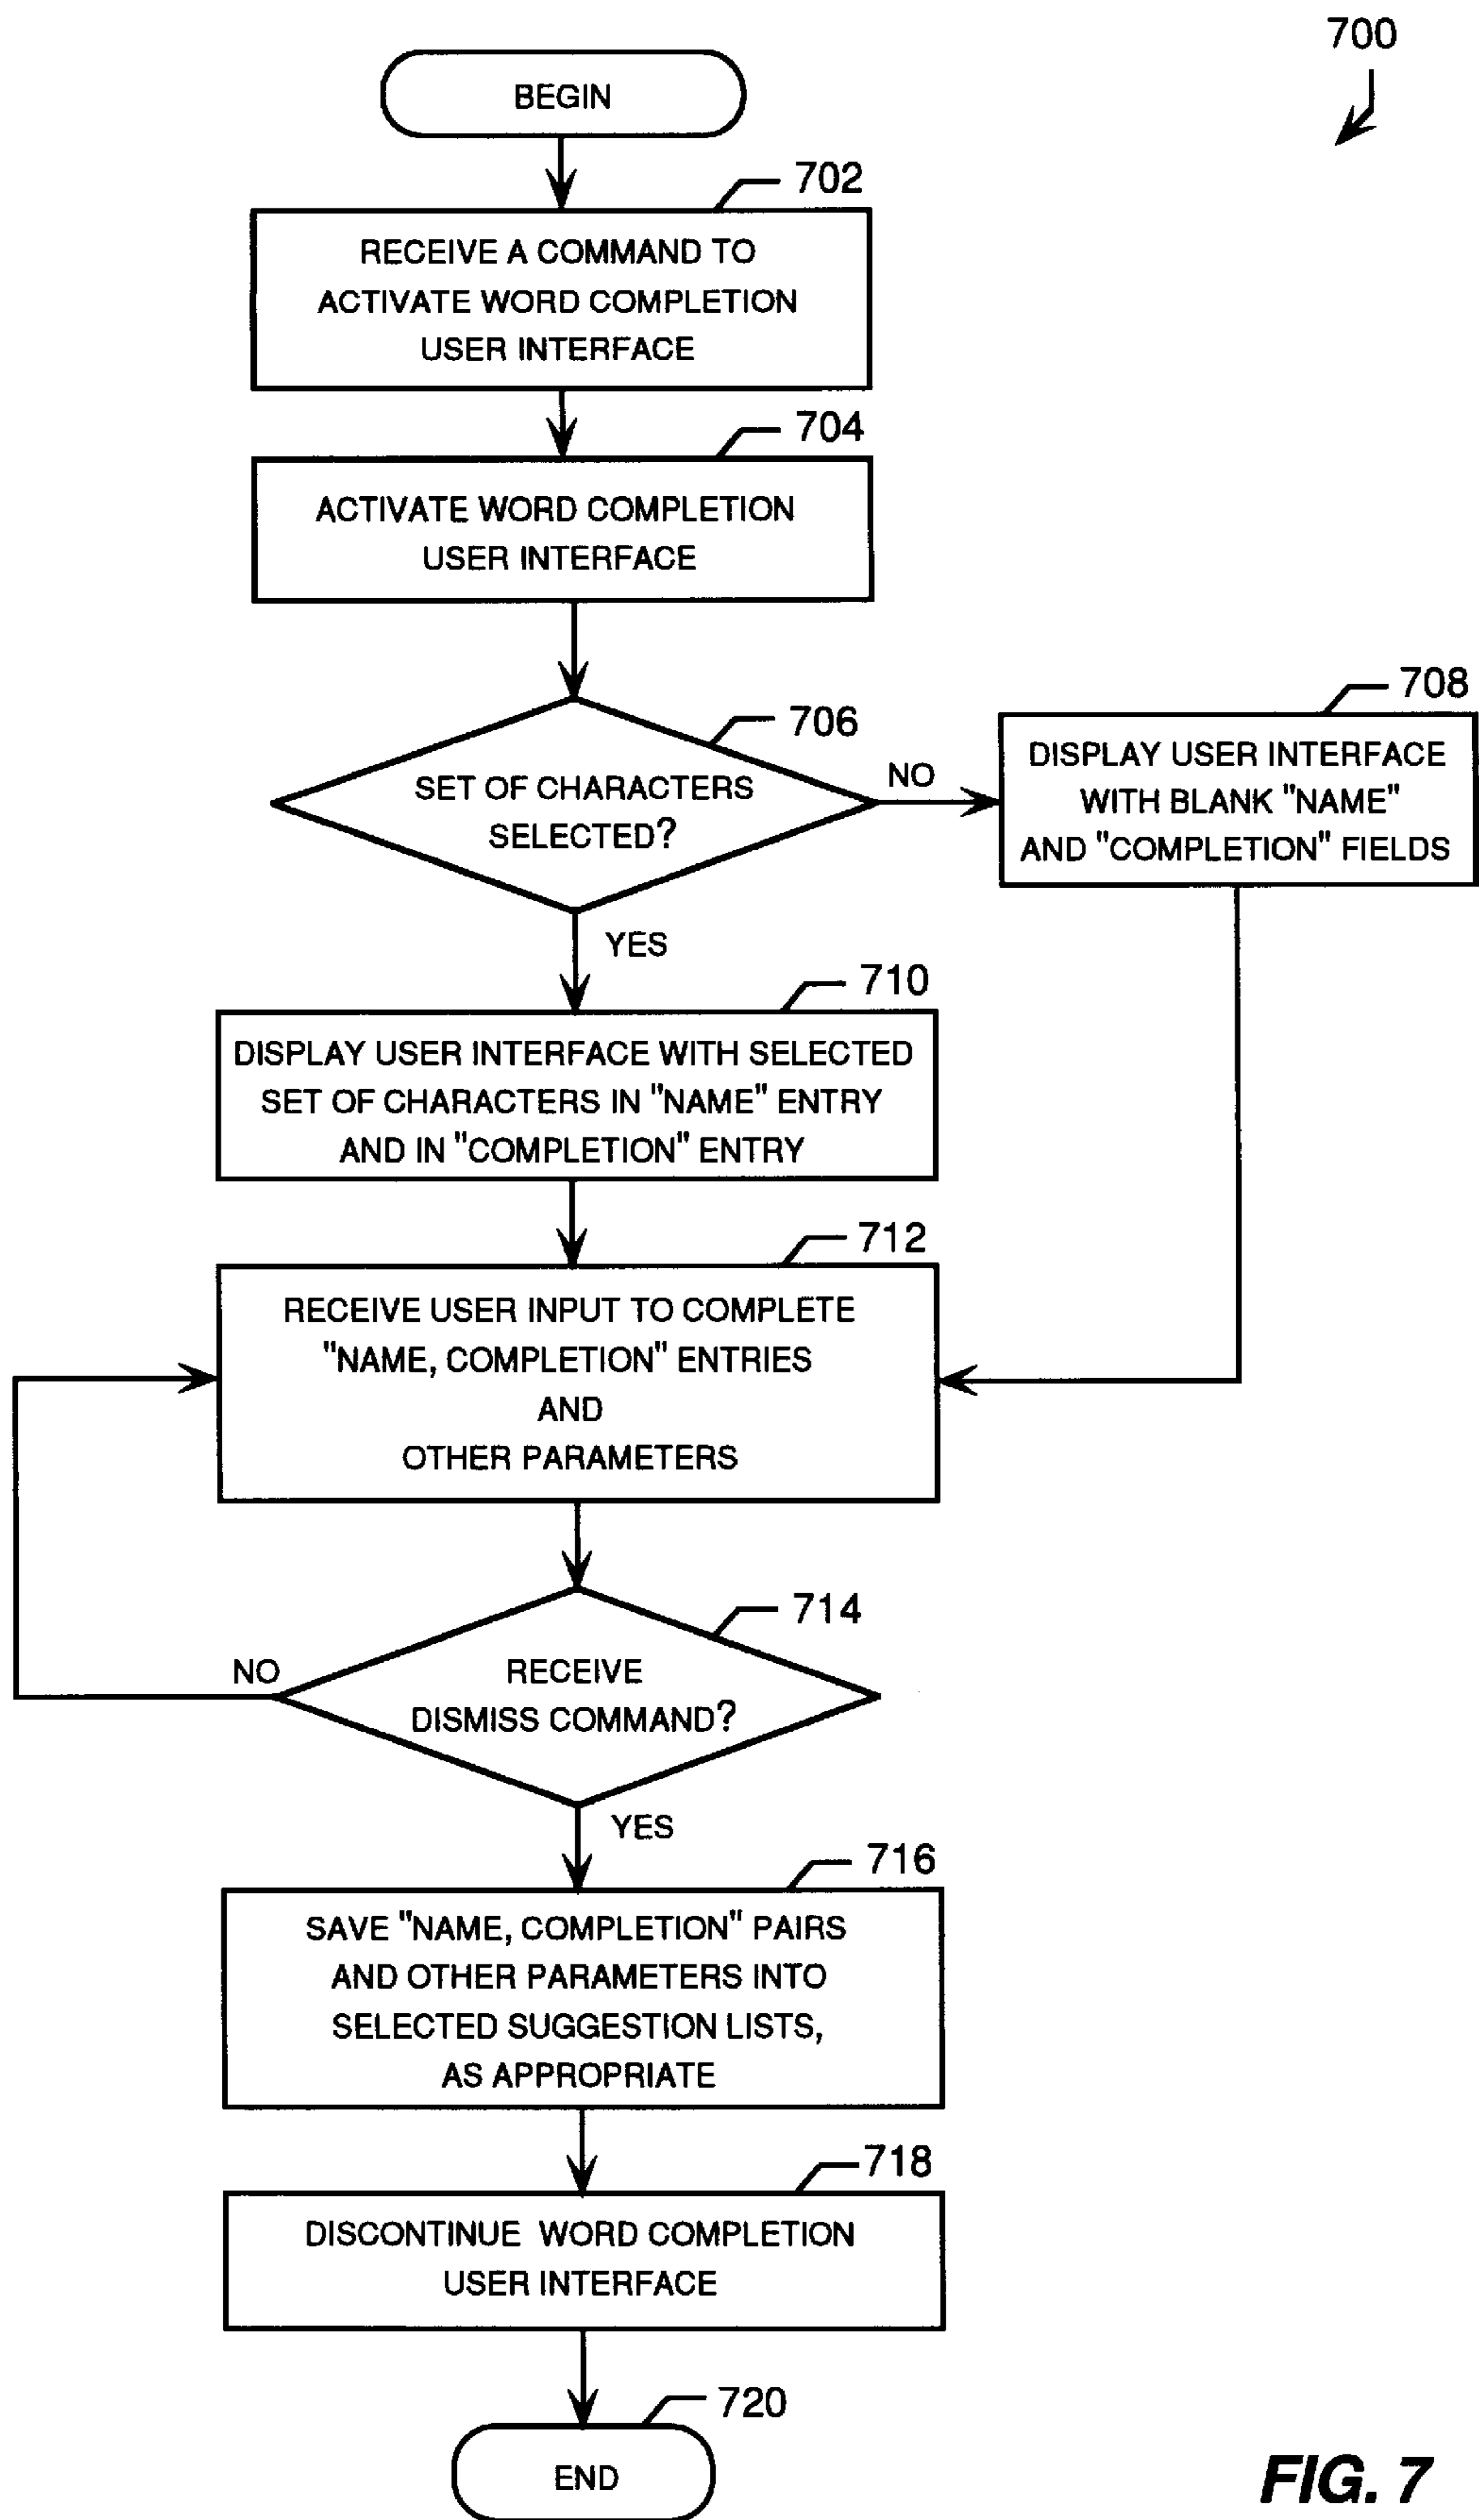 700
BEGIN
702
RECEIVE A COMMAND TO
ACTIVATE WORD COMPLETION
USER INTERFACE
704
ACTIVATE WORD COMPLETION
USER INTERFACE
706
SET OF CHARACTERS
SELECTED?
NO
708
DISPLAY USER INTERFACE
WITH BLANK "NAME"
AND "COMPLETION" FIELDS
YES
710
DISPLAY USER INTERFACE WITH SELECTED
SET OF CHARACTERS IN "NAME" ENTRY
AND IN "COMPLETION" ENTRY
712
RECEIVE USER INPUT TO COMPLETE
"NAME, COMPLETION" ENTRIES
AND
OTHER PARAMETERS
714
RECEIVE
DISMISS COMMAND?
NO
YES
716
SAVE "NAME, COMPLETION" PAIRS
AND OTHER PARAMETERS INTO
SELECTED SUGGESTION LISTS,
AS APPROPRIATE
718
DISCONTINUE WORD COMPLETION
USER INTERFACE
720
END
FIG. 7